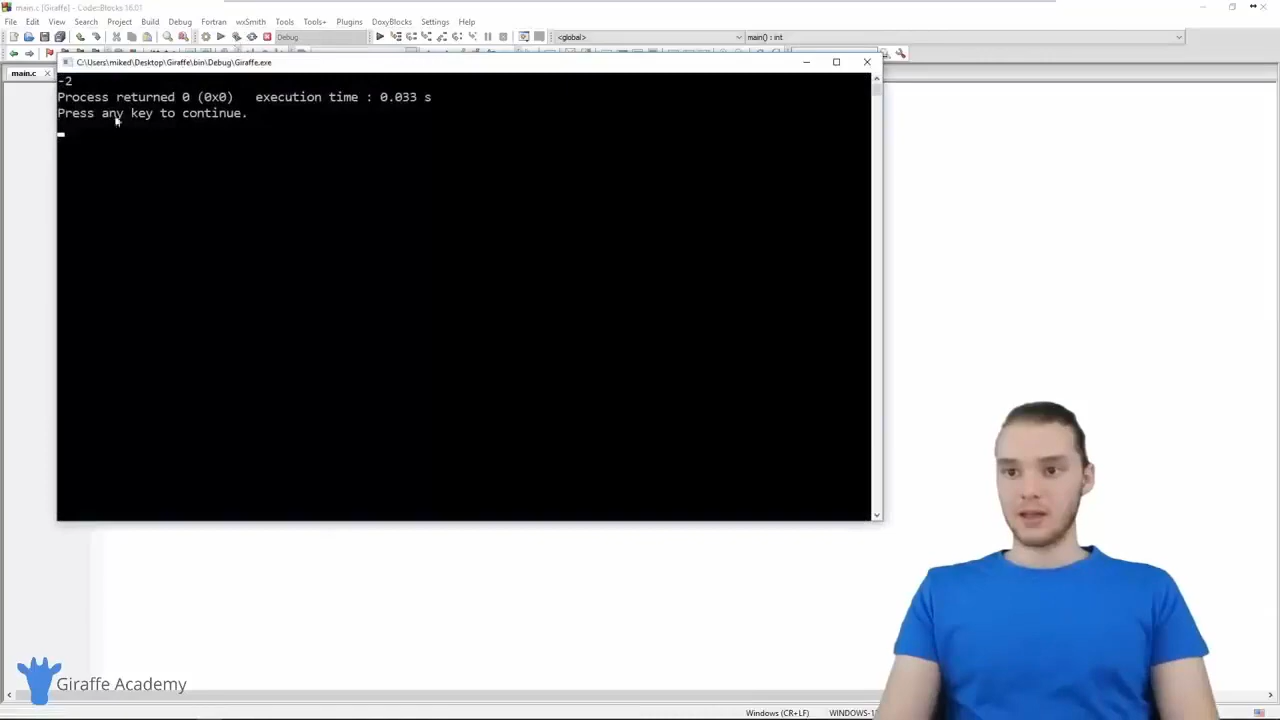 main.c [Giraffe] - Code::Blocks 16.01
File Edit View Search Project Build Debug Fortran wxSmith Tools Tools+ Plugins DoxyBlocks Settings Help
Debug <global> main() : int
main.c
C:\Users\miked\Desktop\Giraffe\bin\Debug\Giraffe.exe
-2
Process returned 0 (0x0) execution time : 0.033 s
Press any key to continue.
Giraffe Academy
Windows (CR+LF)